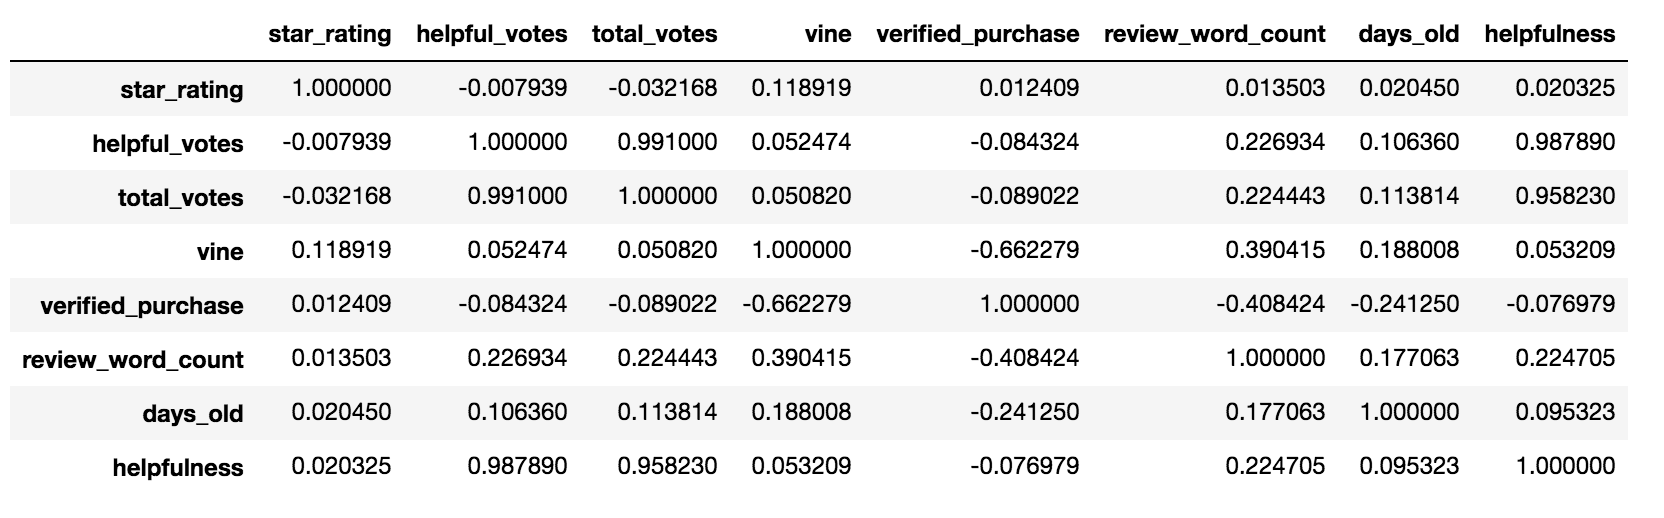 star_rating helpful_votes total_votes vine verified_purchase review_word_count days_old helpfulness
star_rating 1.000000 -0.007939 -0.032168 0.118919 0.012409 0.013503 0.020450 0.020325
helpful_votes -0.007939 1.000000 0.991000 0.052474 -0.084324 0.226934 0.106360 0.987890
total_votes -0.032168 0.991000 1.000000 0.050820 -0.089022 0.224443 0.113814 0.958230
vine 0.118919 0.052474 0.050820 1.000000 -0.662279 0.390415 0.188008 0.053209
verified_purchase 0.012409 -0.084324 -0.089022 -0.662279 1.000000 -0.408424 -0.241250 -0.076979
review_word_count 0.013503 0.226934 0.224443 0.390415 -0.408424 1.000000 0.177063 0.224705
days_old 0.020450 0.106360 0.113814 0.188008 -0.241250 0.177063 1.000000 0.095323
helpfulness 0.020325 0.987890 0.958230 0.053209 -0.076979 0.224705 0.095323 1.000000